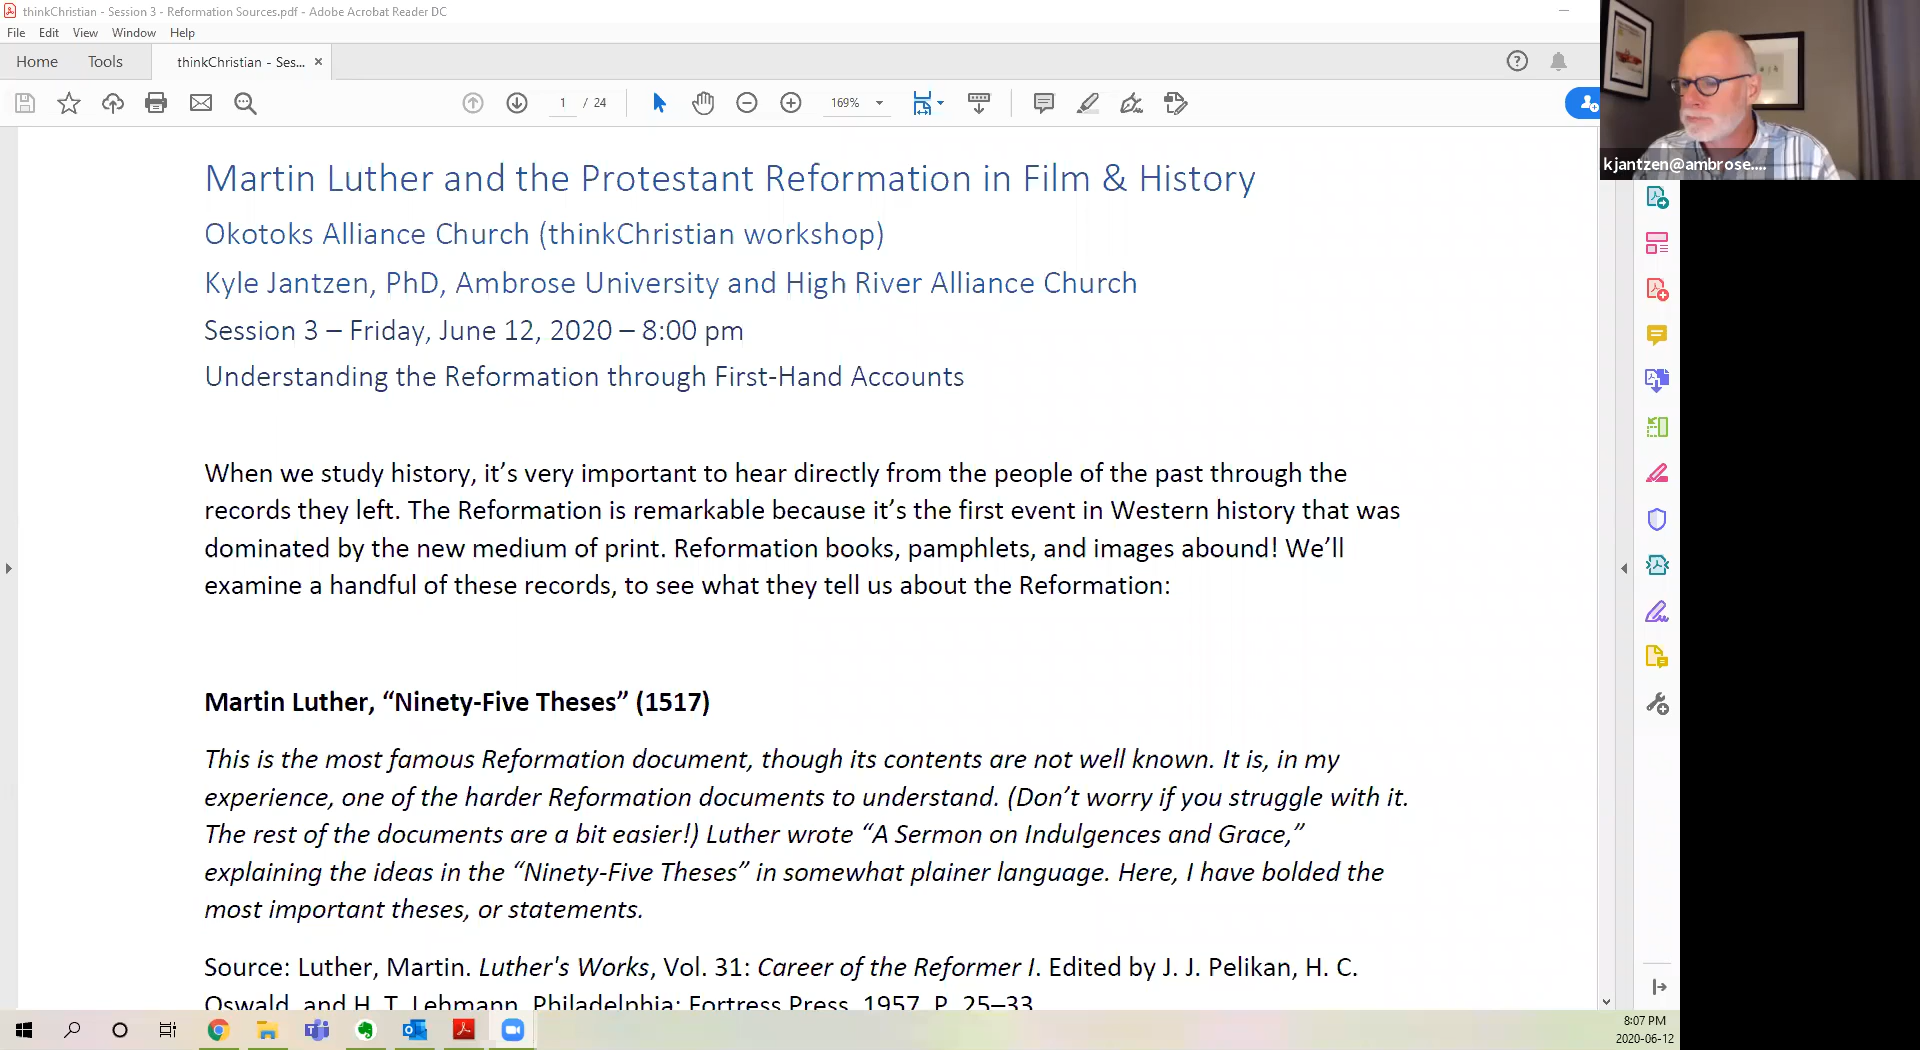 thinkChristian - Session 3 - Reformation Sources.pdf - Adobe Acrobat Reader DC
File Edit View Window Help
Home Tools thinkChristian - Ses... ×
1 / 24 169%
kjantzen@ambrose....
Martin Luther and the Protestant Reformation in Film & History
Okotoks Alliance Church (thinkChristian workshop)
Kyle Jantzen, PhD, Ambrose University and High River Alliance Church
Session 3 – Friday, June 12, 2020 – 8:00 pm
Understanding the Reformation through First-Hand Accounts
When we study history, it’s very important to hear directly from the people of the past through the
records they left. The Reformation is remarkable because it’s the first event in Western history that was
dominated by the new medium of print. Reformation books, pamphlets, and images abound! We’ll
examine a handful of these records, to see what they tell us about the Reformation:
Martin Luther, “Ninety-Five Theses” (1517)
This is the most famous Reformation document, though its contents are not well known. It is, in my
experience, one of the harder Reformation documents to understand. (Don’t worry if you struggle with it.
The rest of the documents are a bit easier!) Luther wrote “A Sermon on Indulgences and Grace,”
explaining the ideas in the “Ninety-Five Theses” in somewhat plainer language. Here, I have bolded the
most important theses, or statements.
Source: Luther, Martin. Luther's Works, Vol. 31: Career of the Reformer I. Edited by J. J. Pelikan, H. C.
Oswald, and H. T. Lehmann. Philadelphia: Fortress Press, 1957. P. 25–33.
8:07 PM
2020-06-12